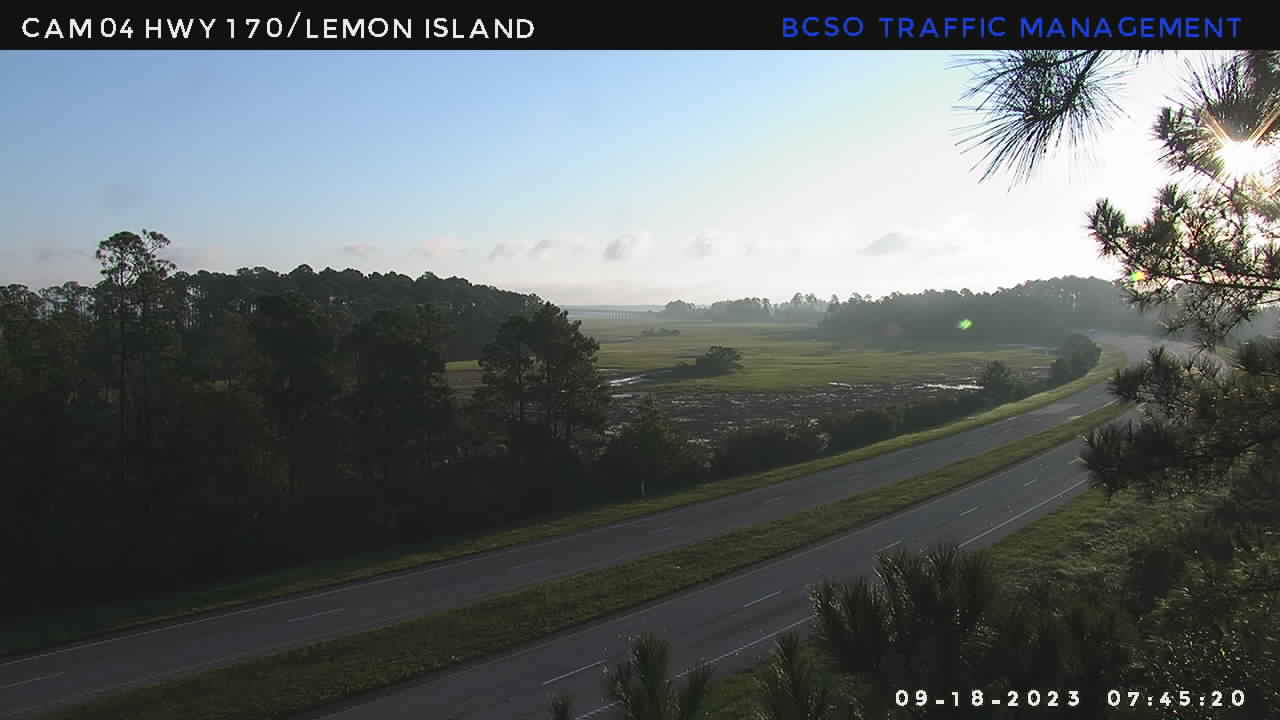 CAM04 HWY 170/LEMON ISLAND
BCSO TRAFFIC MANAGEMENT
09-18-2023 07:45:20